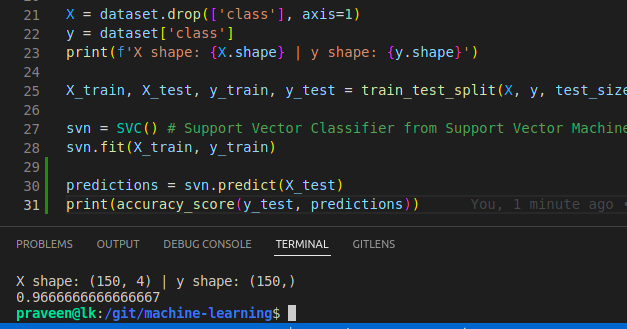 21 X = dataset.drop(['class'], axis=1)
22 y = dataset['class']
23 print(f'X shape: {X.shape} | y shape: {y.shape}')
24
25 X_train, X_test, y_train, y_test = train_test_split(X, y, test_size
26
27 svn = SVC() # Support Vector Classifier from Support Vector Machine
28 svn.fit(X_train, y_train)
29
30 predictions = svn.predict(X_test)
31 print(accuracy_score(y_test, predictions)) You, 1 minute ago •
PROBLEMS OUTPUT DEBUG CONSOLE TERMINAL GITLENS
X shape: (150, 4) | y shape: (150,)
0.9666666666666667
praveen@lk:/git/machine-learning$